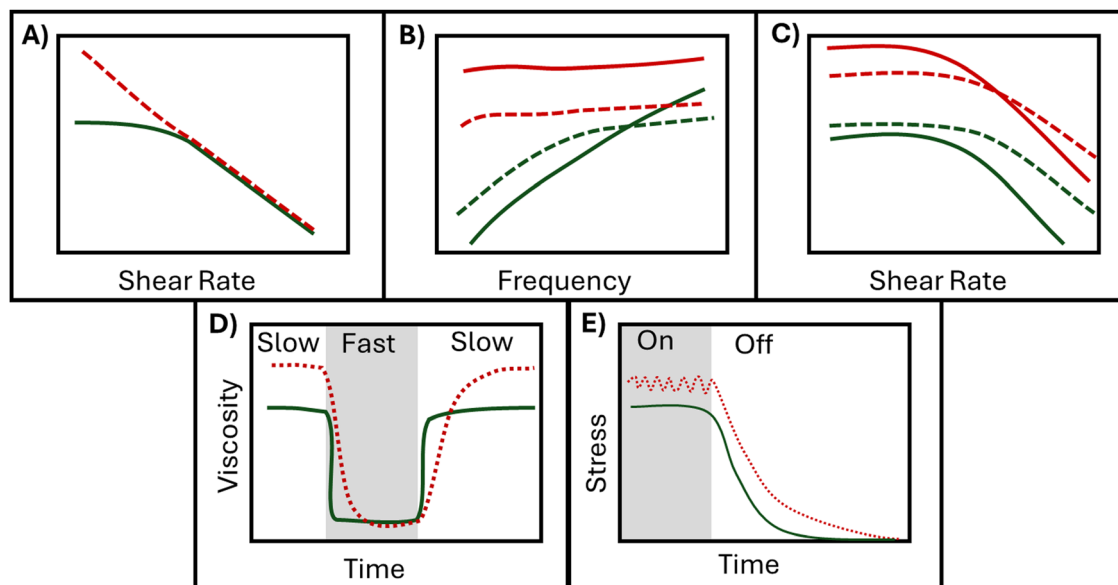 A)
Shear Rate
B)
Frequency
C)
Shear Rate
D)
Slow
Fast
Slow
Viscosity
Time
E)
On
Off
Stress
Time